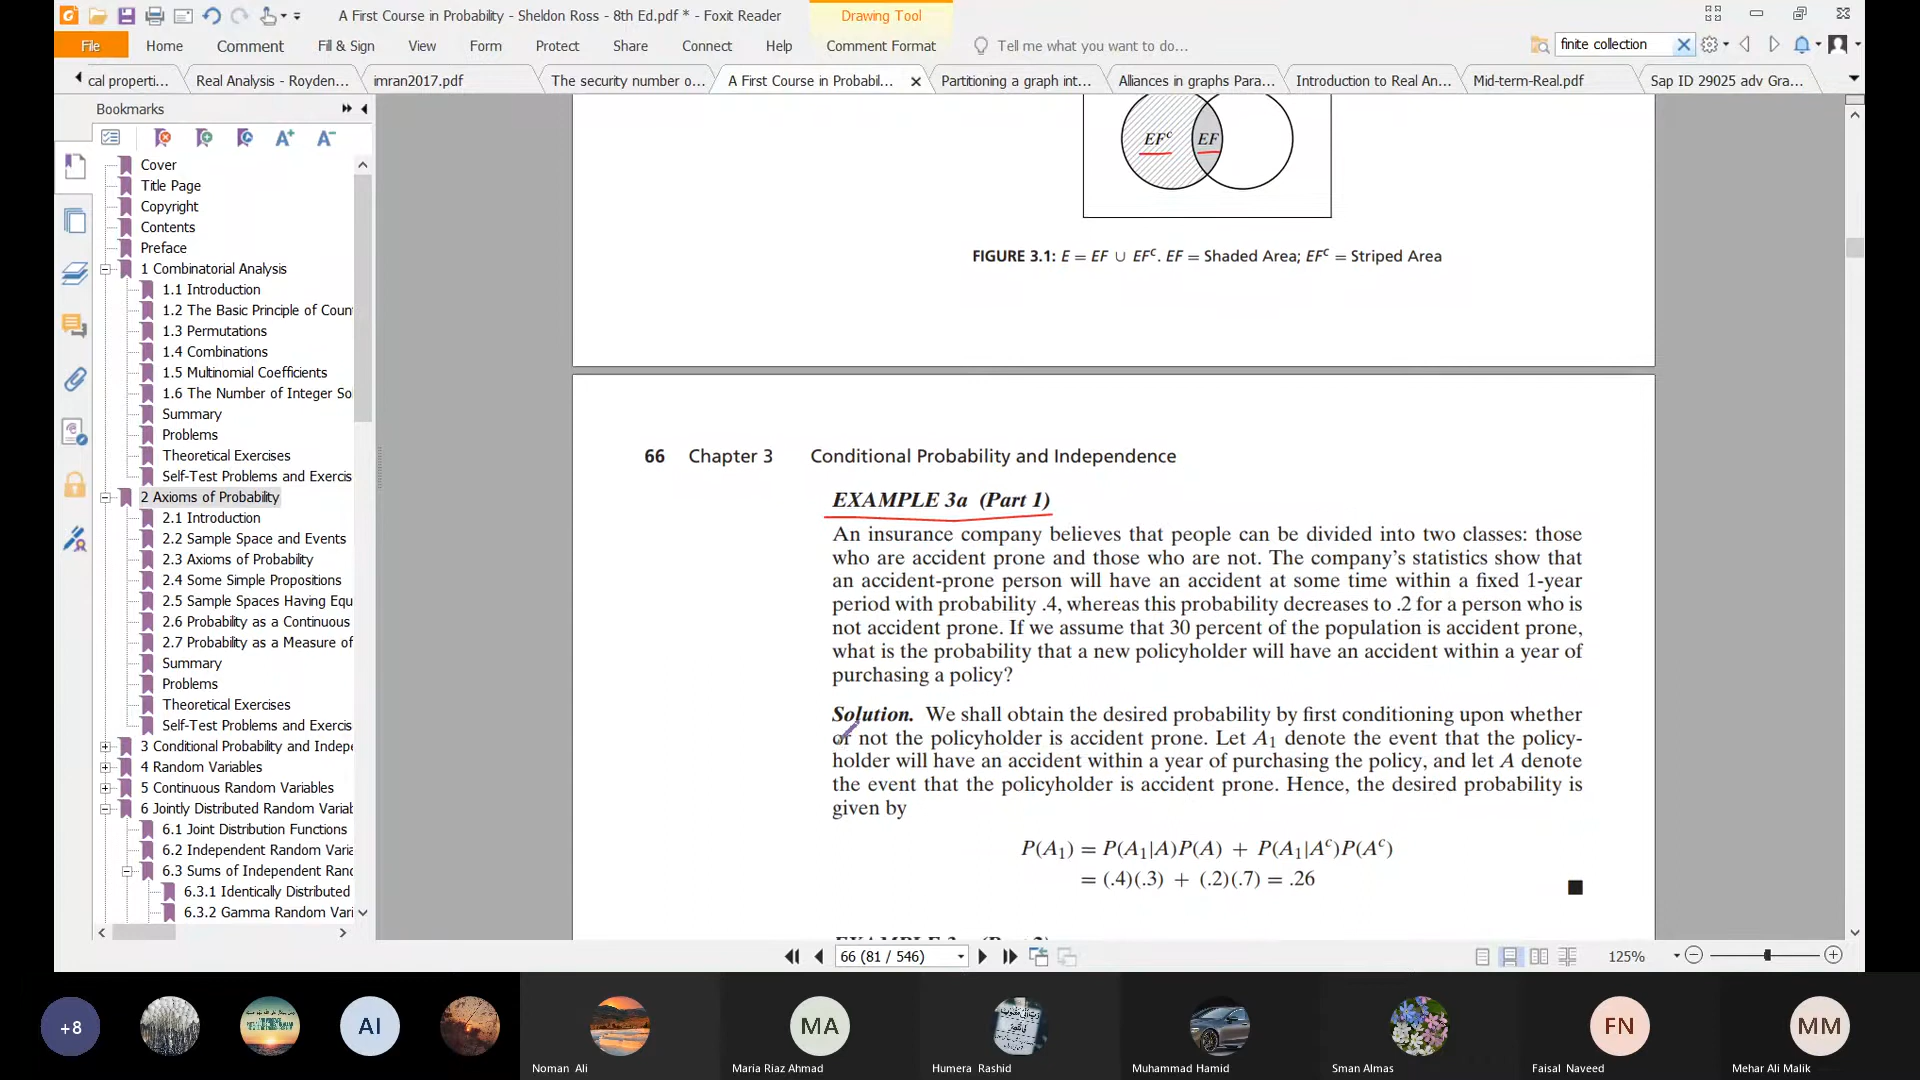 A First Course in Probability - Sheldon Ross - 8th Ed.pdf * - Foxit Reader
Drawing Tool
File Home Comment Fill & Sign View Form Protect Share Connect Help Comment Format Tell me what you want to do... finite collection
cal properti... Real Analysis - Royden... imran2017.pdf The security number o... A First Course in Probabil... Partitioning a graph int... Alliances in graphs Para... Introduction to Real An... Mid-term-Real.pdf Sap ID 29025 adv Gra...
Bookmarks
Cover
Title Page
Copyright
Contents
Preface
1 Combinatorial Analysis
1.1 Introduction
1.2 The Basic Principle of Coun
1.3 Permutations
1.4 Combinations
1.5 Multinomial Coefficients
1.6 The Number of Integer So
Summary
Problems
Theoretical Exercises
Self-Test Problems and Exercis
2 Axioms of Probability
2.1 Introduction
2.2 Sample Space and Events
2.3 Axioms of Probability
2.4 Some Simple Propositions
2.5 Sample Spaces Having Equ
2.6 Probability as a Continuous
2.7 Probability as a Measure of
Summary
Problems
Theoretical Exercises
Self-Test Problems and Exercis
3 Conditional Probability and Indepe
4 Random Variables
5 Continuous Random Variables
6 Jointly Distributed Random Variab
6.1 Joint Distribution Functions
6.2 Independent Random Varia
6.3 Sums of Independent Rand
6.3.1 Identically Distributed
6.3.2 Gamma Random Vari
EFᶜ EF
FIGURE 3.1: E = EF ∪ EFᶜ. EF = Shaded Area; EFᶜ = Striped Area
66 Chapter 3 Conditional Probability and Independence
EXAMPLE 3a (Part 1)
An insurance company believes that people can be divided into two classes: those
who are accident prone and those who are not. The company's statistics show that
an accident-prone person will have an accident at some time within a fixed 1-year
period with probability .4, whereas this probability decreases to .2 for a person who is
not accident prone. If we assume that 30 percent of the population is accident prone,
what is the probability that a new policyholder will have an accident within a year of
purchasing a policy?
Solution. We shall obtain the desired probability by first conditioning upon whether
or not the policyholder is accident prone. Let A₁ denote the event that the policy-
holder will have an accident within a year of purchasing the policy, and let A denote
the event that the policyholder is accident prone. Hence, the desired probability is
given by
P(A₁) = P(A₁|A)P(A) + P(A₁|Aᶜ)P(Aᶜ)
= (.4)(.3) + (.2)(.7) = .26
66 (81 / 546) 125%
+8 AI MA FN MM
Noman Ali Maria Riaz Ahmad Humera Rashid Muhammad Hamid Sman Almas Faisal Naveed Mehar Ali Malik